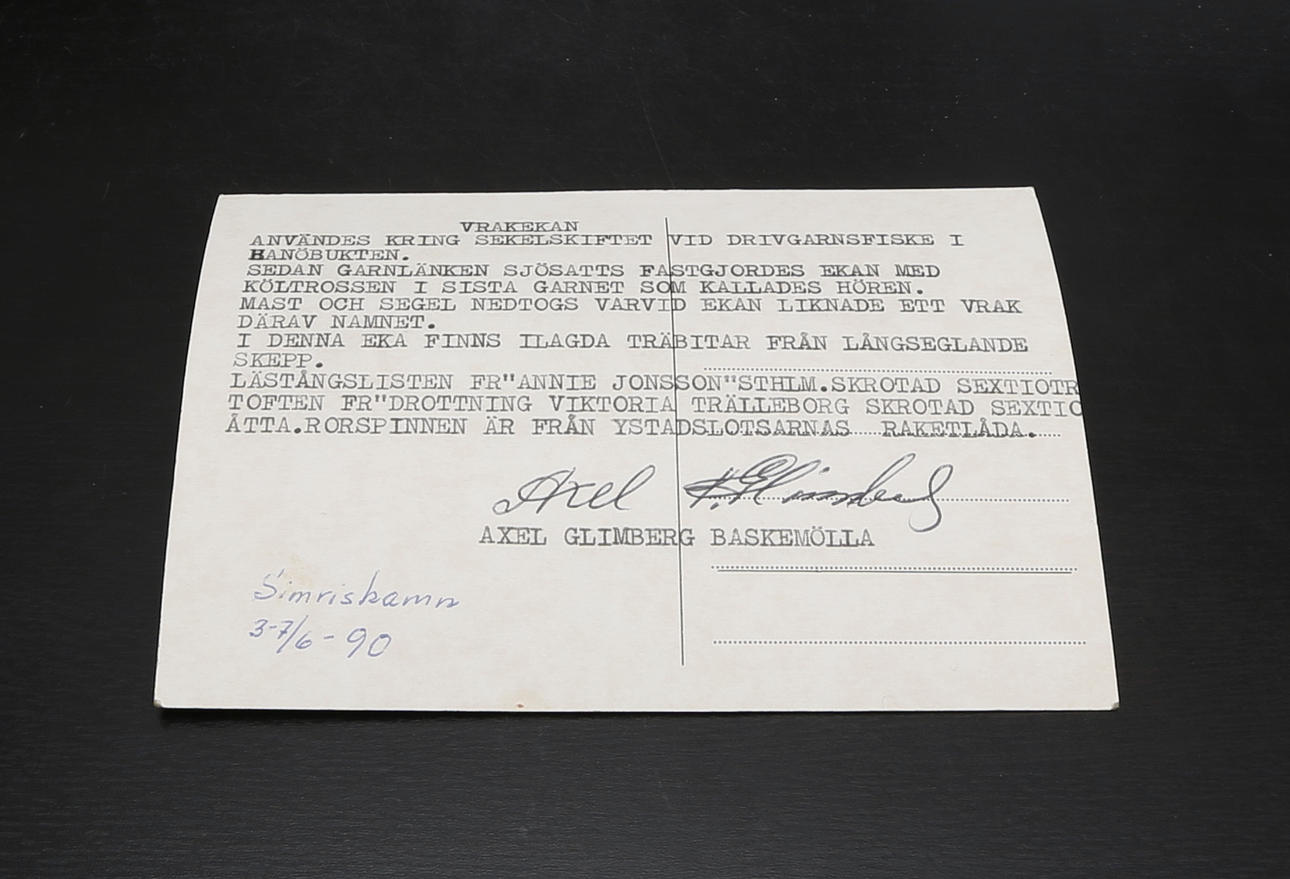 VRAKEKAN
ANVÄNDES KRING SEKELSKIFTET VID DRIVGARNSFISKE I
HANÖBUKTEN.
SEDAN GARNLÄNKEN SJÖSATTS FASTGJORDES EKAN MED
KÖLTROSSEN I SISTA GARNET SOM KALLADES HÖREN.
MAST OCH SEGEL NEDTOGS VARVID EKAN LIKNADE ETT VRAK
DÄRAV NAMNET.
I DENNA EKA FINNS ILAGDA TRÄBITAR FRÅN LÅNGSEGLANDE
SKEPP.
LÄSTÅNGSLISTEN FR"ANNIE JONSSON"STHLM.SKROTAD SEXTIOTR
TOFTEN FR"DROTTNING VIKTORIA TRÄLLEBORG SKROTAD SEXTIO
ÅTTA.RORSPINNEN ÄR FRÅN YSTADSLOTSARNAS RAKETLÅDA.
Axel K. Glimberg
AXEL GLIMBERG BASKEMÖLLA
Simrishamn
3-7/6-90